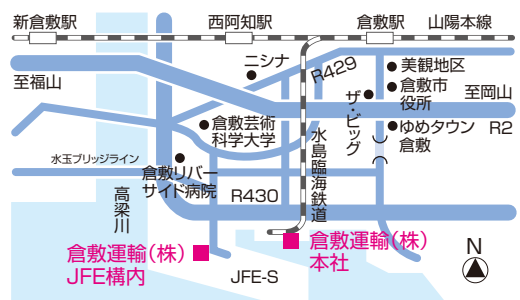 新倉敷駅
西阿知駅
倉敷駅
山陽本線
ニシナ
R429
美観地区
至福山
倉敷市
役所
至岡山
ザ・ビッグ
倉敷芸術
科学大学
ゆめタウン
倉敷
R2
水島臨海鉄道
水玉ブリッジライン
倉敷リバー
サイド病院
高梁川
R430
倉敷運輸(株)
JFE構内
倉敷運輸(株)
本社
JFE-S
N